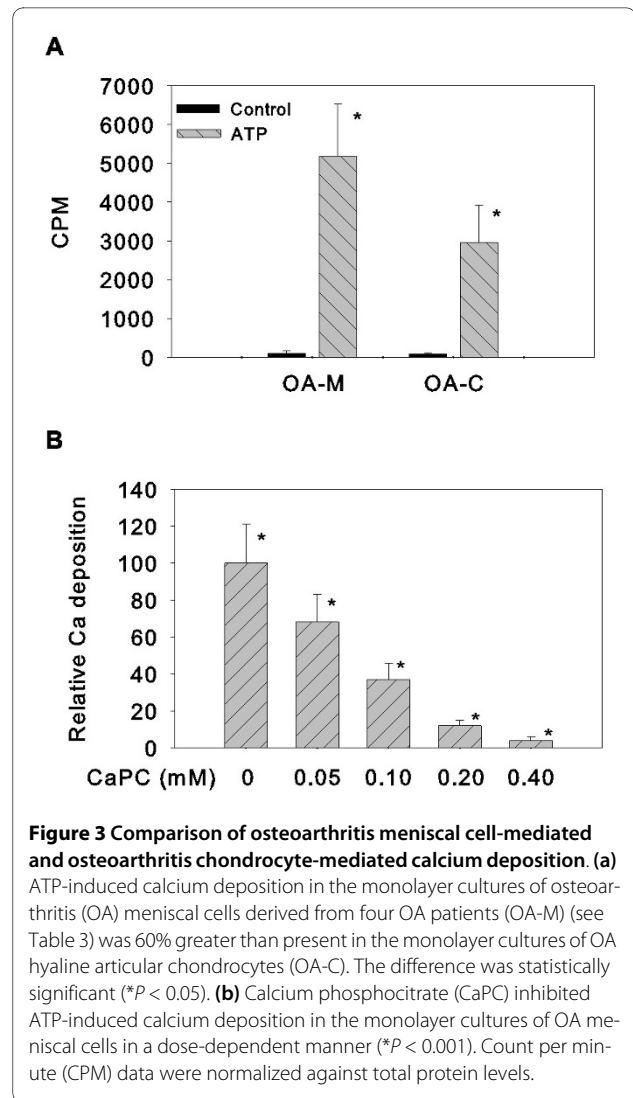 A
7000
6000
5000
4000
3000
2000
1000
0
CPM
Control
ATP
*
*
OA-M OA-C
B
140
120
100
80
60
40
20
0
Relative Ca deposition
*
*
*
*
*
CaPC (mM) 0 0.05 0.10 0.20 0.40
Figure 3 Comparison of osteoarthritis meniscal cell-mediated
and osteoarthritis chondrocyte-mediated calcium deposition. (a)
ATP-induced calcium deposition in the monolayer cultures of osteoar-
thritis (OA) meniscal cells derived from four OA patients (OA-M) (see
Table 3) was 60% greater than present in the monolayer cultures of OA
hyaline articular chondrocytes (OA-C). The difference was statistically
significant (*P < 0.05). (b) Calcium phosphocitrate (CaPC) inhibited
ATP-induced calcium deposition in the monolayer cultures of OA me-
niscal cells in a dose-dependent manner (*P < 0.001). Count per min-
ute (CPM) data were normalized against total protein levels.